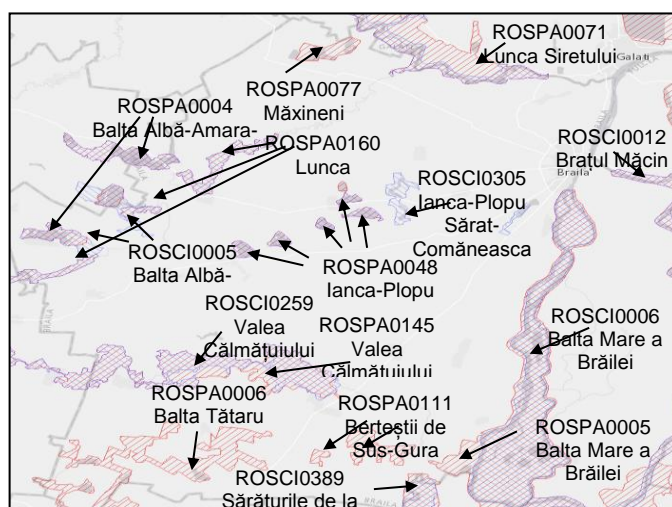 ROSPA0071
Lunca Siretului
Galati
ROSPA0077
Măxineni
ROSPA0004
Balta Albă-Amara-
ROSPA0160
Lunca
ROSCI0012
Brațul Măcin
Braila
ROSCI0305
Ianca-Plopu
Sărat-
Comăneasca
ROSCI0005
Balta Albă-
ROSPA0048
Ianca-Plopu
ROSCI0259
Valea
Călmățuiului
ROSPA0145
Valea
Călmățuiului
ROSCI0006
Balta Mare a
Brăilei
ROSPA0006
Balta Tătaru
ROSPA0111
Berteștii de
Sus-Gura
ROSPA0005
Balta Mare a
Brăilei
ROSCI0389
Sărăturile de la
BRAILA
BRAILA